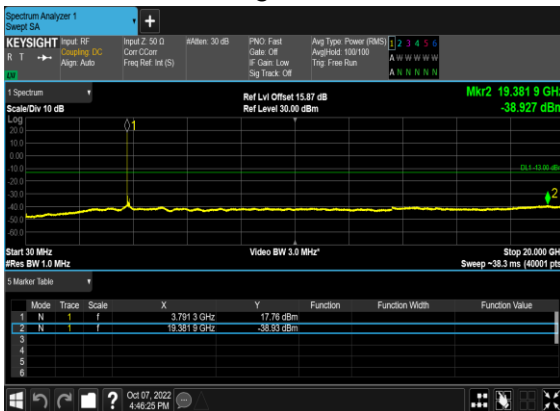 Spectrum Analyzer 1
Swept SA
KEYSIGHT
R T
LV
Input: RF
Coupling: DC
Align: Auto
Input Z: 50 Ω
Corr CCorr
Freq Ref: Int (S)
#Atten: 30 dB
PNO: Fast
Gate: Off
IF Gain: Low
Sig Track: Off
Avg Type: Power (RMS)
Avg|Hold: 100/100
Trig: Free Run
1 2 3 4 5 6
A W W W W W
A N N N N N
1 Spectrum
Scale/Div 10 dB
Ref Lvl Offset 15.87 dB
Ref Level 30.00 dBm
Mkr2 19.381 9 GHz
-38.927 dBm
Log
20.0
10.0
0.00
-10.0
-20.0
-30.0
-40.0
-50.0
-60.0
1
DL1 -13.00 dBm
2
Start 30 MHz
#Res BW 1.0 MHz
Video BW 3.0 MHz*
Stop 20.000 GH
Sweep ~38.3 ms (40001 pts
5 Marker Table
Mode Trace Scale X Y Function Function Width Function Value
1 N 1 f 3.791 3 GHz 17.76 dBm
2 N 1 f 19.381 9 GHz -38.93 dBm
3
4
5
6
?
Oct 07, 2022
4:46:25 PM